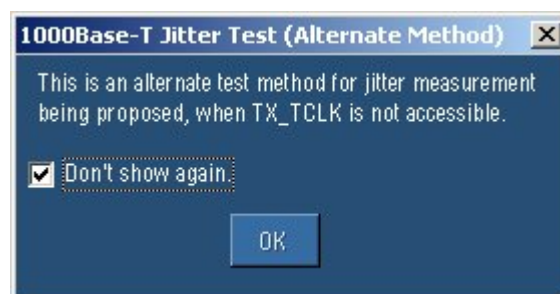 1000Base-T Jitter Test (Alternate Method)
This is an alternate test method for jitter measurement
being proposed, when TX_TCLK is not accessible.
Don't show again.
OK